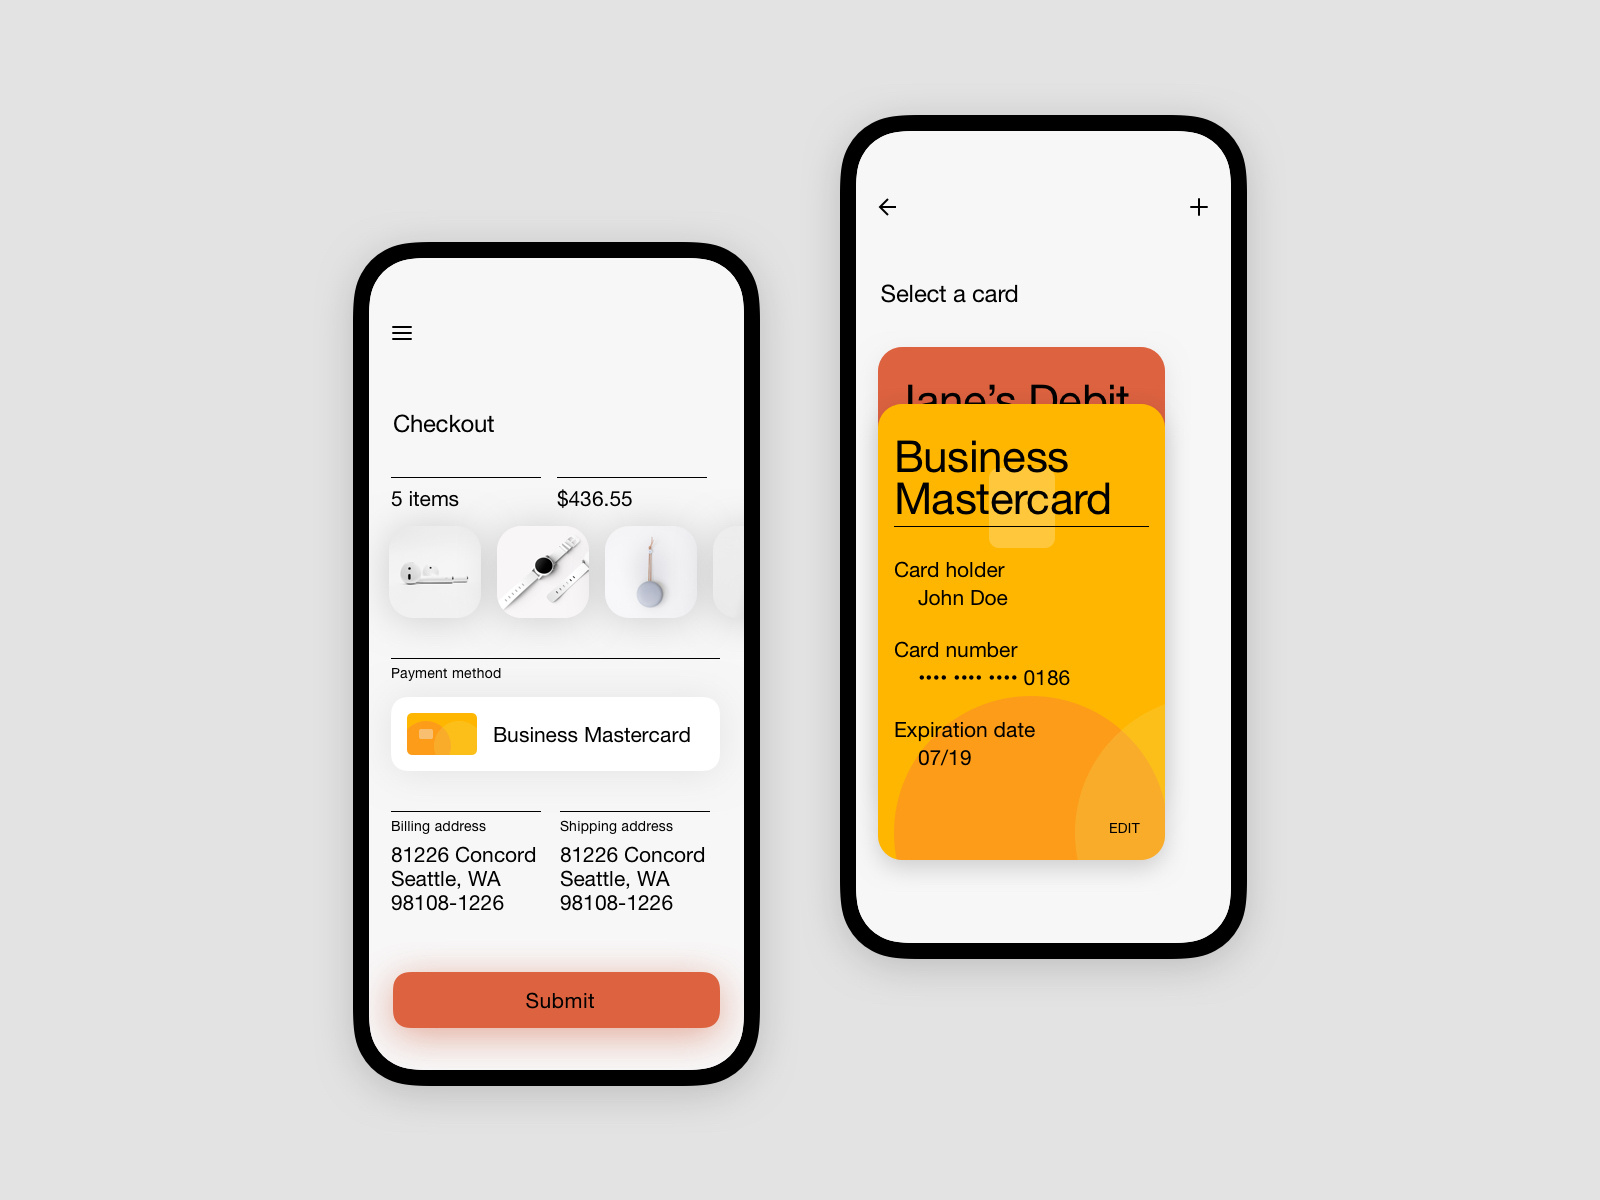 Checkout
5 items
$436.55
Payment method
Business Mastercard
Billing address
81226 Concord
Seattle, WA
98108-1226
Shipping address
81226 Concord
Seattle, WA
98108-1226
Submit
Select a card
Jane’s Debit
Business
Mastercard
Card holder
John Doe
Card number
•••• •••• •••• 0186
Expiration date
07/19
EDIT